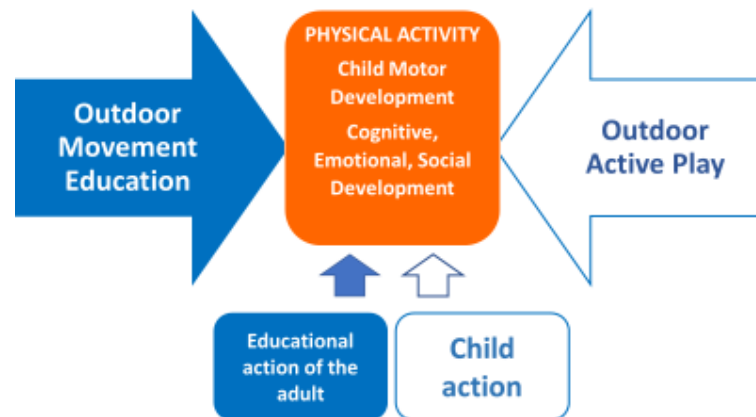 PHYSICAL ACTIVITY
Child Motor
Development
Cognitive,
Emotional, Social
Development
Outdoor
Movement
Education
Outdoor
Active Play
Educational
action of the
adult
Child
action